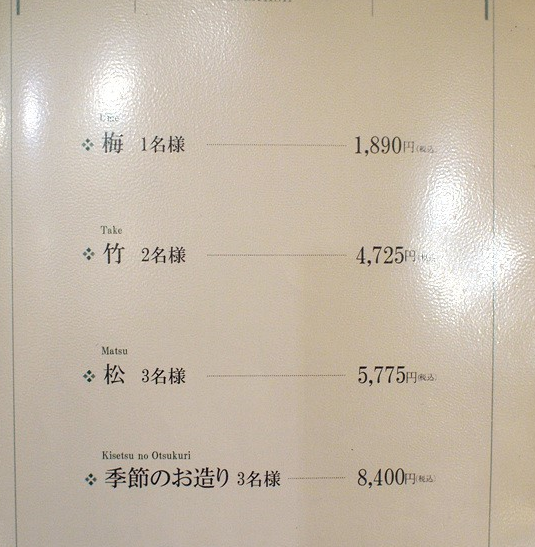 Ume
梅 1名様 1,890円(税込)
Take
竹 2名様 4,725円(税込)
Matsu
松 3名様 5,775円(税込)
Kisetsu no Otsukuri
季節のお造り 3名様 8,400円(税込)